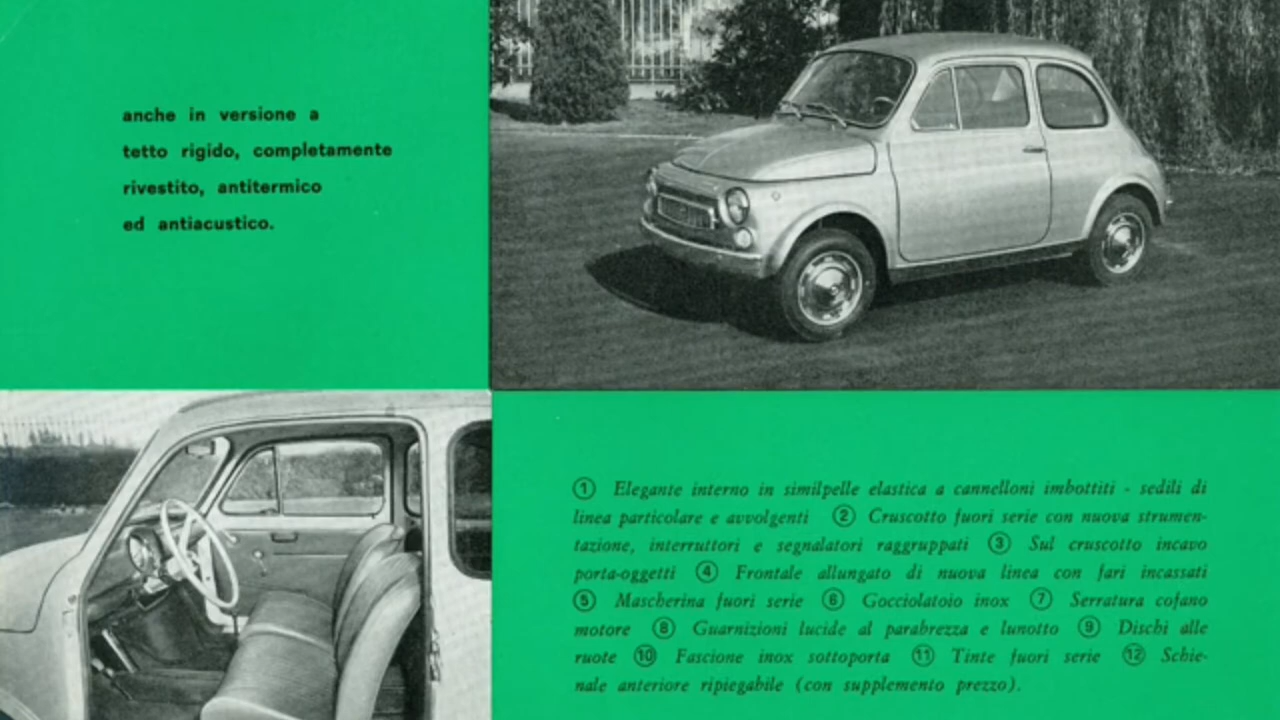 anche in versione a
tetto rigido, completamente
rivestito, antitermico
ed antiacustico.
① Elegante interno in similpelle elastica a cannelloni imbottiti - sedili di
linea particolare e avvolgenti ② Cruscotto fuori serie con nuova strumen-
tazione, interruttori e segnalatori raggruppati ③ Sul cruscotto incavo
porta-oggetti ④ Frontale allungato di nuova linea con fari incassati
⑤ Mascherina fuori serie ⑥ Gocciolatoio inox ⑦ Serratura cofano
motore ⑧ Guarnizioni lucide al parabrezza e lunotto ⑨ Dischi alle
ruote ⑩ Fascione inox sottoporta ⑪ Tinte fuori serie ⑫ Schie-
nale anteriore ripiegabile (con supplemento prezzo).